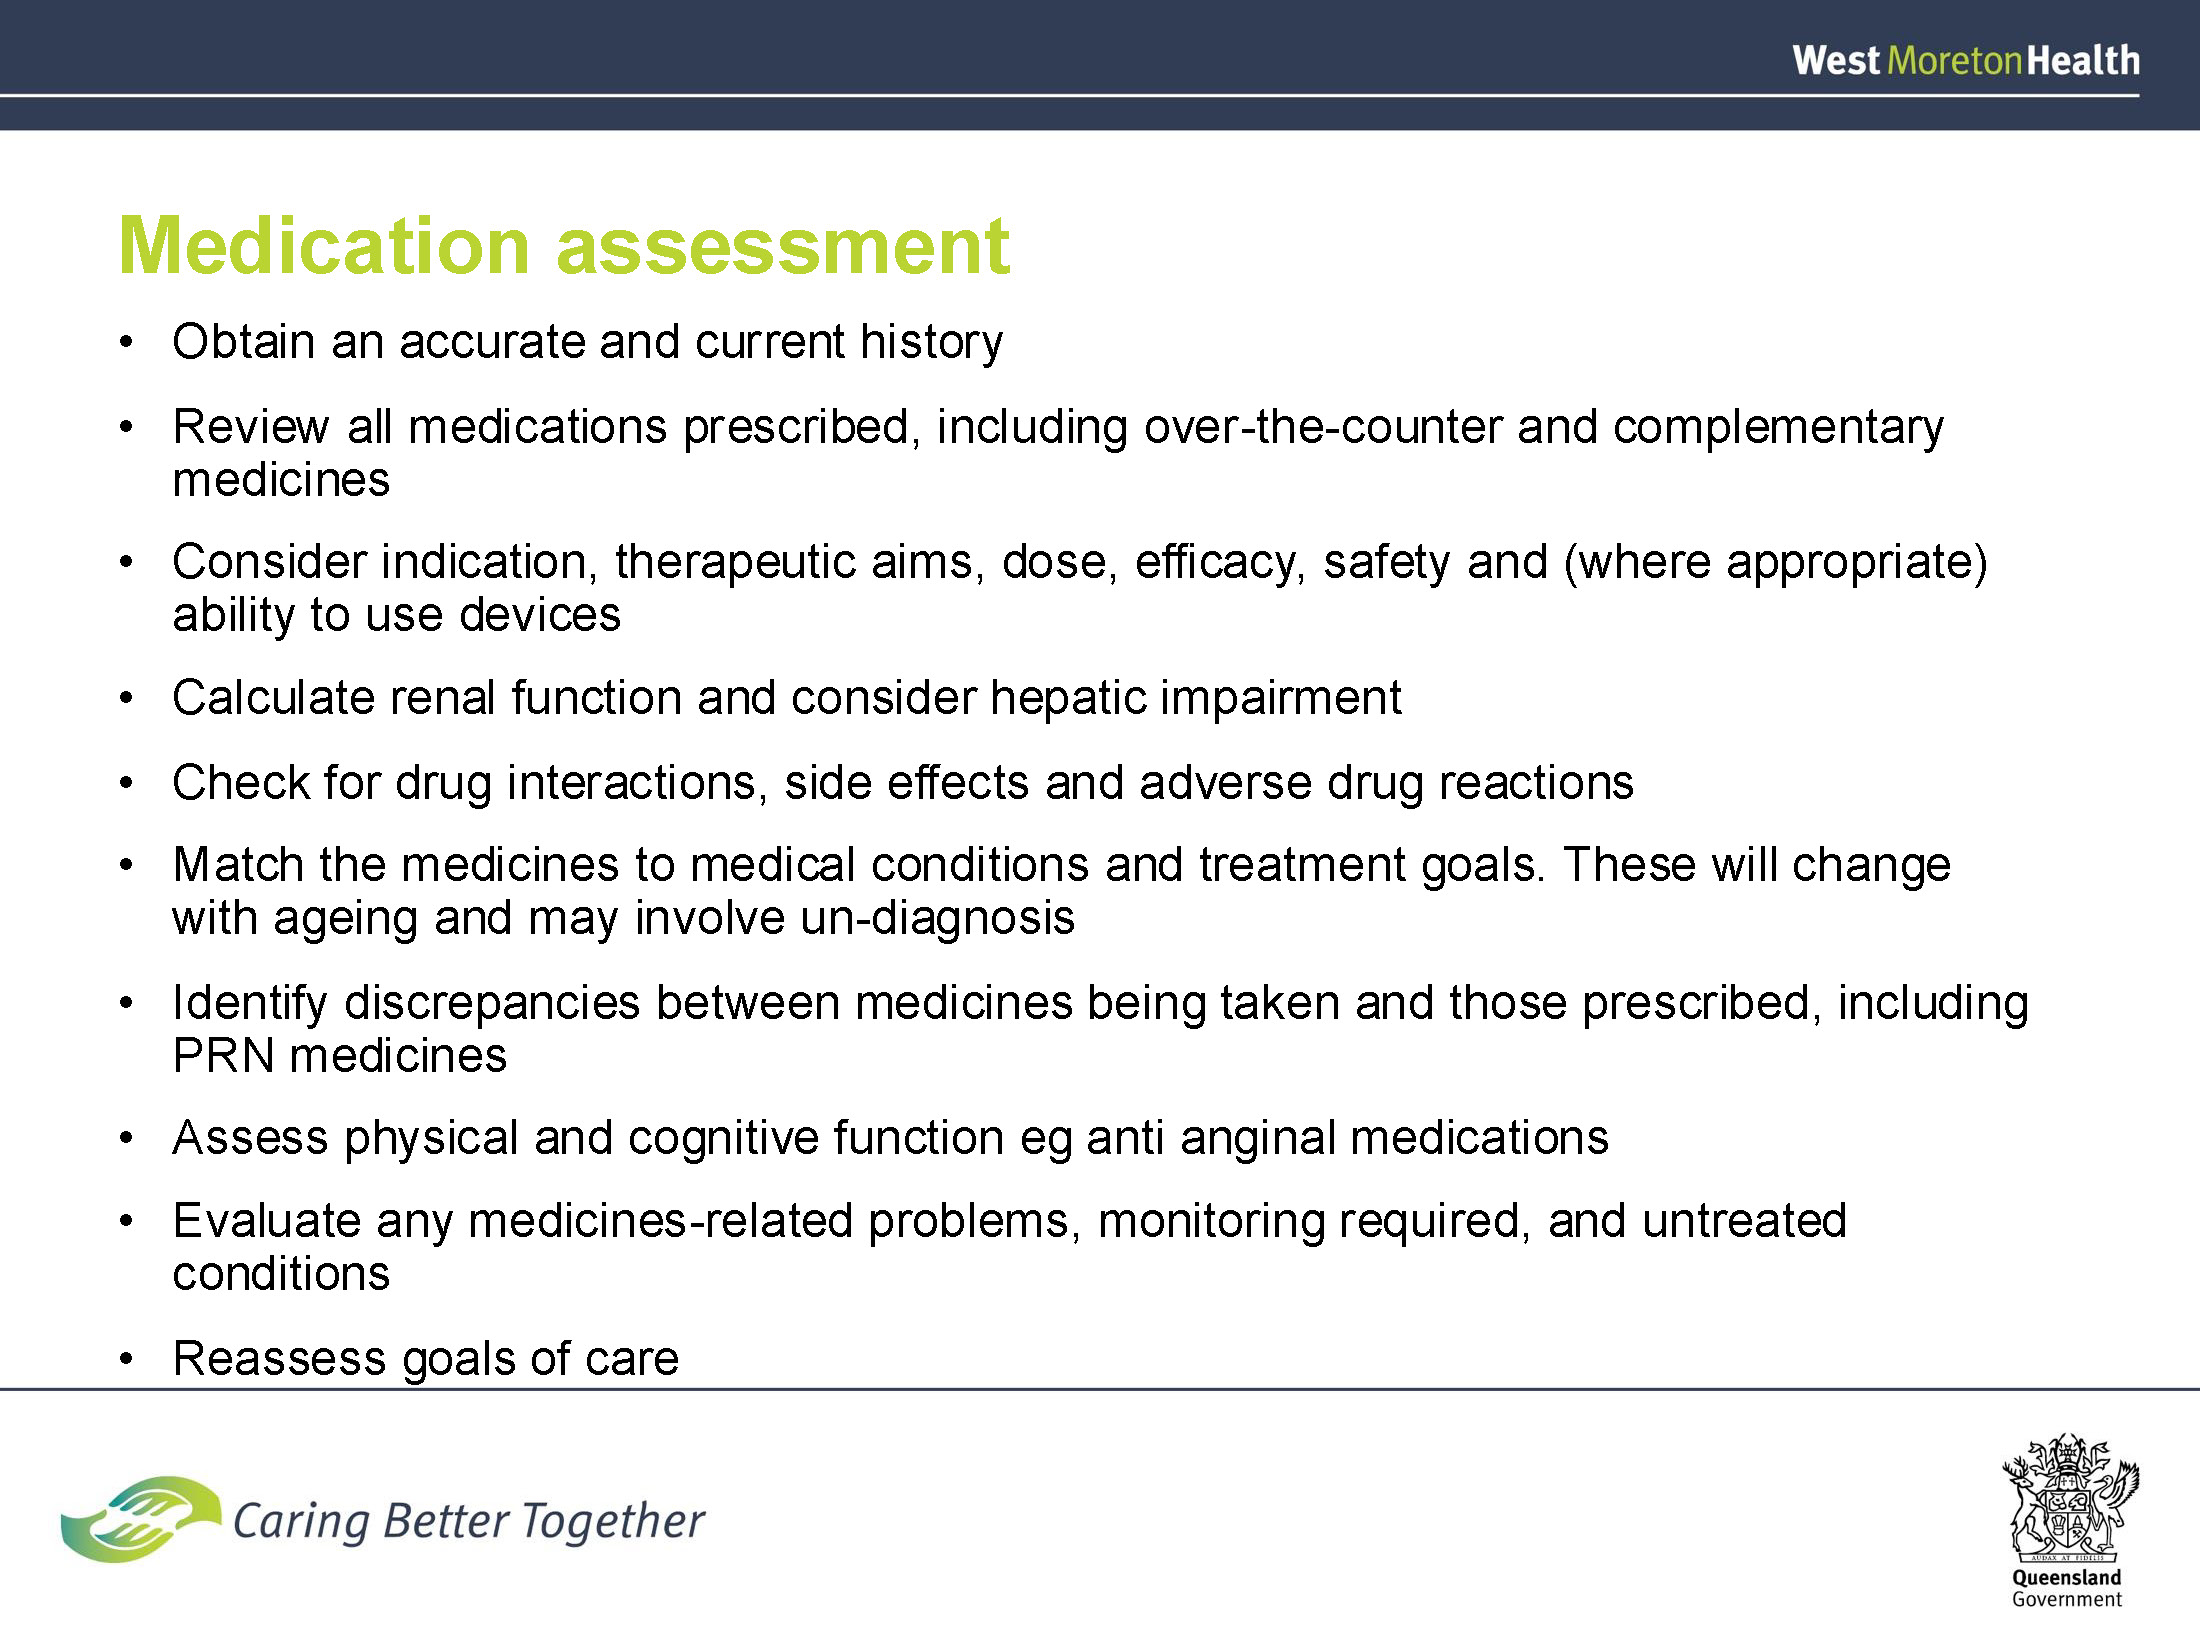 West Moreton Health
Medication assessment
• Obtain an accurate and current history
• Review all medications prescribed, including over-the-counter and complementary
medicines
• Consider indication, therapeutic aims, dose, efficacy, safety and (where appropriate)
ability to use devices
• Calculate renal function and consider hepatic impairment
• Check for drug interactions, side effects and adverse drug reactions
• Match the medicines to medical conditions and treatment goals. These will change
with ageing and may involve un-diagnosis
• Identify discrepancies between medicines being taken and those prescribed, including
PRN medicines
• Assess physical and cognitive function eg anti anginal medications
• Evaluate any medicines-related problems, monitoring required, and untreated
conditions
• Reassess goals of care
Caring Better Together
AUDAX AT FIDELIS
Queensland
Government